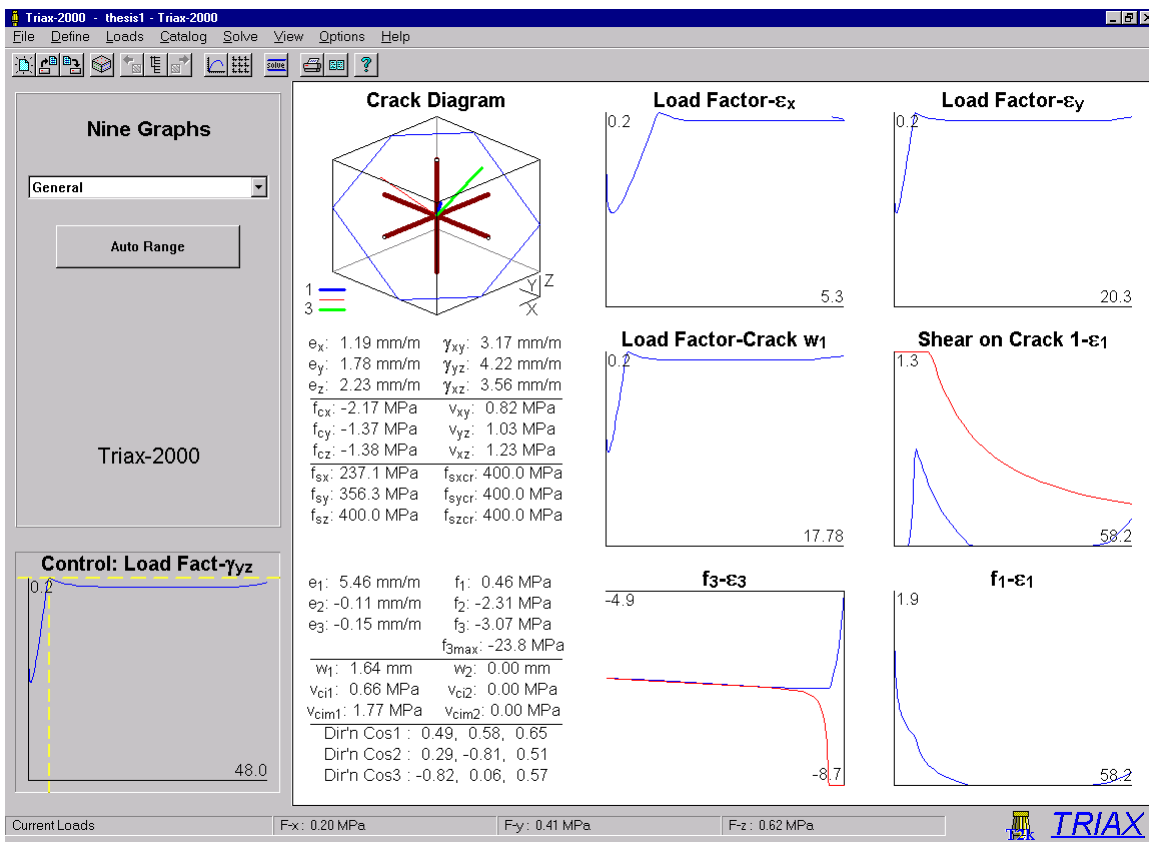 Triax-2000 - thesis1 - Triax-2000
File Define Loads Catalog Solve View Options Help
solve
Nine Graphs
General
Auto Range
Triax-2000
Control: Load Fact-γyz
0.2
48.0
Crack Diagram
1
3
Y Z
X
ex: 1.19 mm/m γxy: 3.17 mm/m
ey: 1.78 mm/m γyz: 4.22 mm/m
ez: 2.23 mm/m γxz: 3.56 mm/m
fcx: -2.17 MPa vxy: 0.82 MPa
fcy: -1.37 MPa vyz: 1.03 MPa
fcz: -1.38 MPa vxz: 1.23 MPa
fsx: 237.1 MPa fsxcr: 400.0 MPa
fsy: 356.3 MPa fsycr: 400.0 MPa
fsz: 400.0 MPa fszcr: 400.0 MPa
e1: 5.46 mm/m f1: 0.46 MPa
e2: -0.11 mm/m f2: -2.31 MPa
e3: -0.15 mm/m f3: -3.07 MPa
f3max: -23.8 MPa
w1: 1.64 mm w2: 0.00 mm
vci1: 0.66 MPa vci2: 0.00 MPa
vcim1: 1.77 MPa vcim2: 0.00 MPa
Dir'n Cos1 : 0.49, 0.58, 0.65
Dir'n Cos2 : 0.29, -0.81, 0.51
Dir'n Cos3 : -0.82, 0.06, 0.57
Load Factor-εx
0.2
5.3
Load Factor-εy
0.2
20.3
Load Factor-Crack w1
0.2
17.78
Shear on Crack 1-ε1
1.3
58.2
f3-ε3
-4.9
-8.7
f1-ε1
1.9
58.2
Current Loads F-x : 0.20 MPa F-y : 0.41 MPa F-z : 0.62 MPa
T2k TRIAX